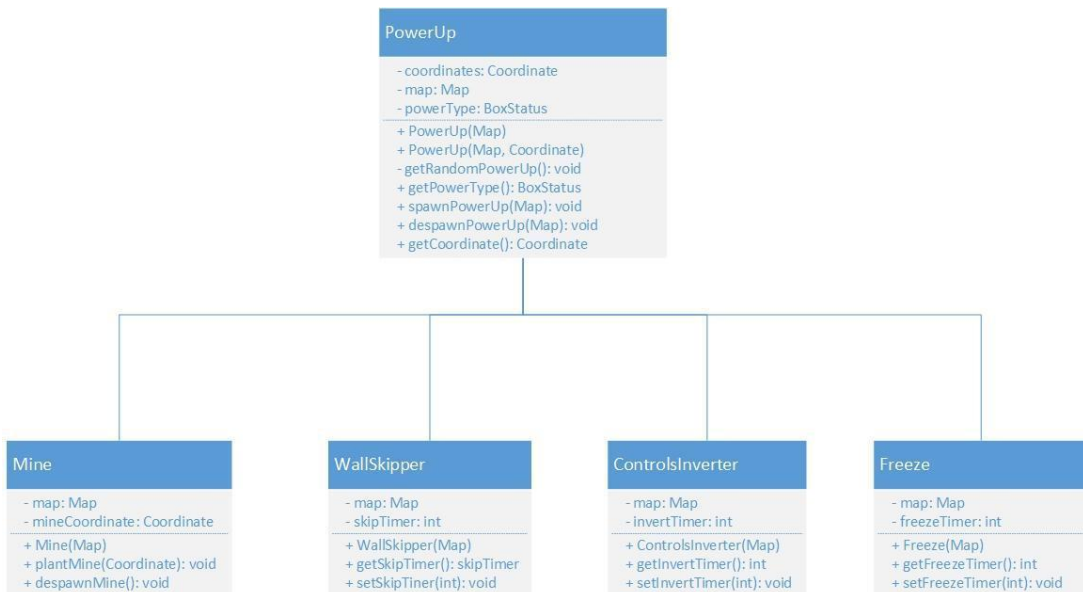 PowerUp
- coordinates: Coordinate
- map: Map
- powerType: BoxStatus
+ PowerUp(Map)
+ PowerUp(Map, Coordinate)
- getRandomPowerUp(): void
+ getPowerType(): BoxStatus
+ spawnPowerUp(Map): void
+ despawnPowerUp(Map): void
+ getCoordinate(): Coordinate
Mine
- map: Map
- mineCoordinate: Coordinate
+ Mine(Map)
+ plantMine(Coordinate): void
+ despawnMine(): void
WallSkipper
- map: Map
- skipTimer: int
+ WallSkipper(Map)
+ getSkipTimer(): skipTimer
+ setSkipTiner(int): void
ControlsInverter
- map: Map
- invertTimer: int
+ ControlsInverter(Map)
+ getInvertTimer(): int
+ setInvertTimer(int): void
Freeze
- map: Map
- freezeTimer: int
+ Freeze(Map)
+ getFreezeTimer(): int
+ setFreezeTimer(int): void